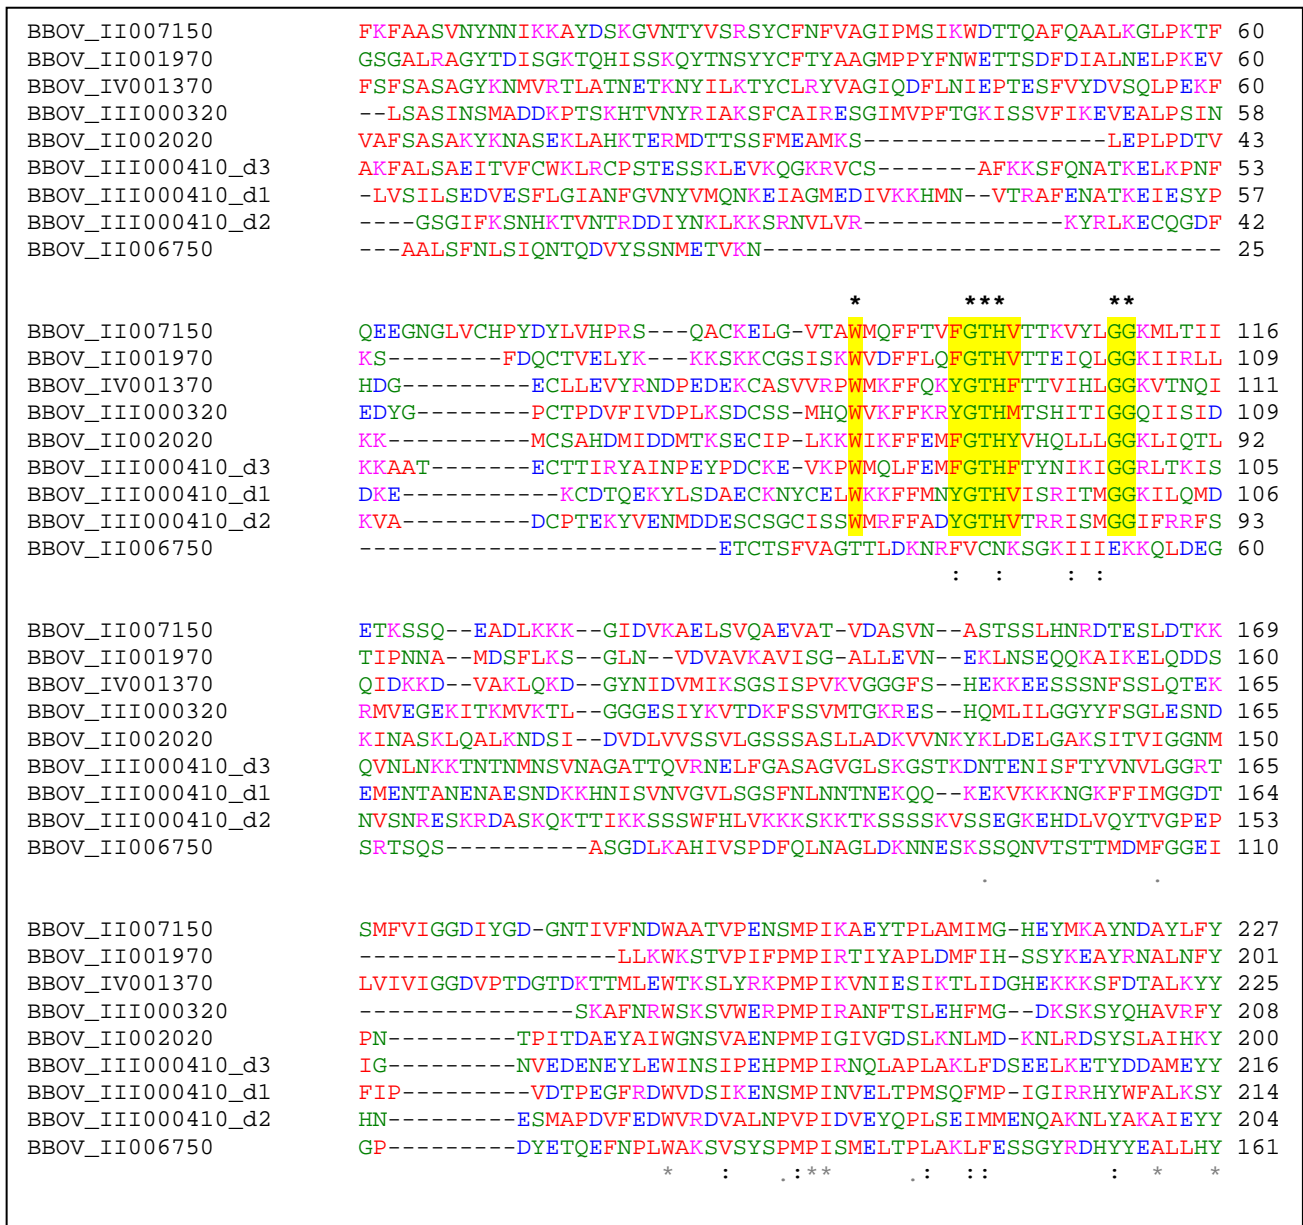 BBOV_II007150 FKFAASVNYNNIKKAYDSKGVNTYVSRSYCFNFVAGIPMSIKWDTTQAFQAALKGLPKTF 60
BBOV_II001970 GSGALRAGYTDISGKTQHISSKQYTNSYYCFTYAAGMPPYFNWETTSDFDIALNELPKEV 60
BBOV_IV001370 FSFSASAGYKNMVRTLATNETKNYILKTYCLRYVAGIQDFLNIEPTESFVYDVSQLPEKF 60
BBOV_III000320 --LSASINSMADDKPTSKHTVNYRIAKSFCAIRESGIMVPFTGKISSVFIKEVEALPSIN 58
BBOV_II002020 VAFSASAKYKNASEKLAHKTERMDTTSSFMEAMKS-----------------LEPLPDTV 43
BBOV_III000410_d3 AKFALSAEITVFCWKLRCPSTESSKLEVKQGKRVCS-------AFKKSFQNATKELKPNF 53
BBOV_III000410_d1 -LVSILSEDVESFLGIANFGVNYVMQNKEIAGMEDIVKKHMN--VTRAFENATKEIESYP 57
BBOV_III000410_d2 ----GSGIFKSNHKTVNTRDDIYNKLKKSRNVLVR--------------KYRLKECQGDF 42
BBOV_II006750 ---AALSFNLSIQNTQDVYSSNMETVKN-------------------------------- 25
* *** **
BBOV_II007150 QEEGNGLVCHPYDYLVHPRS---QACKELG-VTAWMQFFTVFGTHVTTKVYLGGKMLTII 116
BBOV_II001970 KS--------FDQCTVELYK---KKSKKCGSISKWVDFFLQFGTHVTTEIQLGGKIIRLL 109
BBOV_IV001370 HDG---------ECLLEVYRNDPEDEKCASVVRPWMKFFQKYGTHFTTVIHLGGKVTNQI 111
BBOV_III000320 EDYG--------PCTPDVFIVDPLKSDCSS-MHQWVKFFKRYGTHMTSHITIGGQIISID 109
BBOV_II002020 KK----------MCSAHDMIDDMTKSECIP-LKKWIKFFEMFGTHYVHQLLLGGKLIQTL 92
BBOV_III000410_d3 KKAAT-------ECTTIRYAINPEYPDCKE-VKPWMQLFEMFGTHFTYNIKIGGRLTKIS 105
BBOV_III000410_d1 DKE-----------KCDTQEKYLSDAECKNYCELWKKFFMNYGTHVISRITMGGKILQMD 106
BBOV_III000410_d2 KVA---------DCPTEKYVENMDDESCSGCISSWMRFFADYGTHVTRRISMGGIFRRFS 93
BBOV_II006750 -------------------------ETCTSFVAGTTLDKNRFVCNKSGKIIIEKKQLDEG 60
: : : :
BBOV_II007150 ETKSSQ--EADLKKK--GIDVKAELSVQAEVAT-VDASVN--ASTSSLHNRDTESLDTKK 169
BBOV_II001970 TIPNNA--MDSFLKS--GLN--VDVAVKAVISG-ALLEVN--EKLNSEQQKAIKELQDDS 160
BBOV_IV001370 QIDKKD--VAKLQKD--GYNIDVMIKSGSISPVKVGGGFS--HEKKEESSSNFSSLQTEK 165
BBOV_III000320 RMVEGEKITKMVKTL--GGGESIYKVTDKFSSVMTGKRES--HQMLILGGYYFSGLESND 165
BBOV_II002020 KINASKLQALKNDSI--DVDLVVSSVLGSSSASLLADKVVNKYKLDELGAKSITVIGGNM 150
BBOV_III000410_d3 QVNLNKKTNTNMNSVNAGATTQVRNELFGASAGVGLSKGSTKDNTENISFTYVNVLGGRT 165
BBOV_III000410_d1 EMENTANENAESNDKKHNISVNVGVLSGSFNLNNTNEKQQ--KEKVKKKNGKFFIMGGDT 164
BBOV_III000410_d2 NVSNRESKRDASKQKTTIKKSSSWFHLVKKKSKKTKSSSSKVSSEGKEHDLVQYTVGPEP 153
BBOV_II006750 SRTSQS----------ASGDLKAHIVSPDFQLNAGLDKNNESKSSQNVTSTTMDMFGGEI 110
. .
BBOV_II007150 SMFVIGGDIYGD-GNTIVFNDWAATVPENSMPIKAEYTPLAMIMG-HEYMKAYNDAYLFY 227
BBOV_II001970 ------------------LLKWKSTVPIFPMPIRTIYAPLDMFIH-SSYKEAYRNALNFY 201
BBOV_IV001370 LVIVIGGDVPTDGTDKTTMLEWTKSLYRKPMPIKVNIESIKTLIDGHEKKKSFDTALKYY 225
BBOV_III000320 ---------------SKAFNRWSKSVWERPMPIRANFTSLEHFMG--DKSKSYQHAVRFY 208
BBOV_II002020 PN---------TPITDAEYAIWGNSVAENPMPIGIVGDSLKNLMD-KNLRDSYSLAIHKY 200
BBOV_III000410_d3 IG---------NVEDENEYLEWINSIPEHPMPIRNQLAPLAKLFDSEELKETYDDAMEYY 216
BBOV_III000410_d1 FIP---------VDTPEGFRDWVDSIKENSMPINVELTPMSQFMP-IGIRRHYWFALKSY 214
BBOV_III000410_d2 HN---------ESMAPDVFEDWVRDVALNPVPIDVEYQPLSEIMMENQAKNLYAKAIEYY 204
BBOV_II006750 GP---------DYETQEFNPLWAKSVSYSPMPISMELTPLAKLFESSGYRDHYYEALLHY 161
* : .:** .: :: : * *